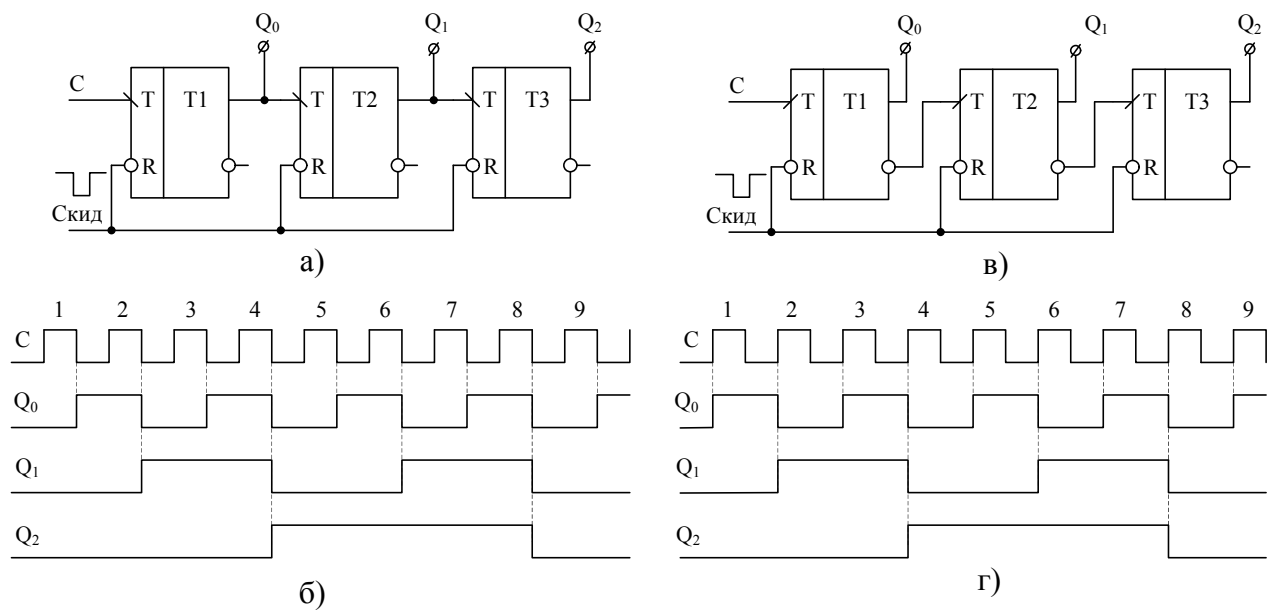 Q₀ Q₁ Q₂
C T T1 T T2 T T3
R R R
Скид
а)
Q₀ Q₁ Q₂
C T T1 T T2 T T3
R R R
Скид
в)
1 2 3 4 5 6 7 8 9
C
Q₀
Q₁
Q₂
б)
1 2 3 4 5 6 7 8 9
C
Q₀
Q₁
Q₂
г)